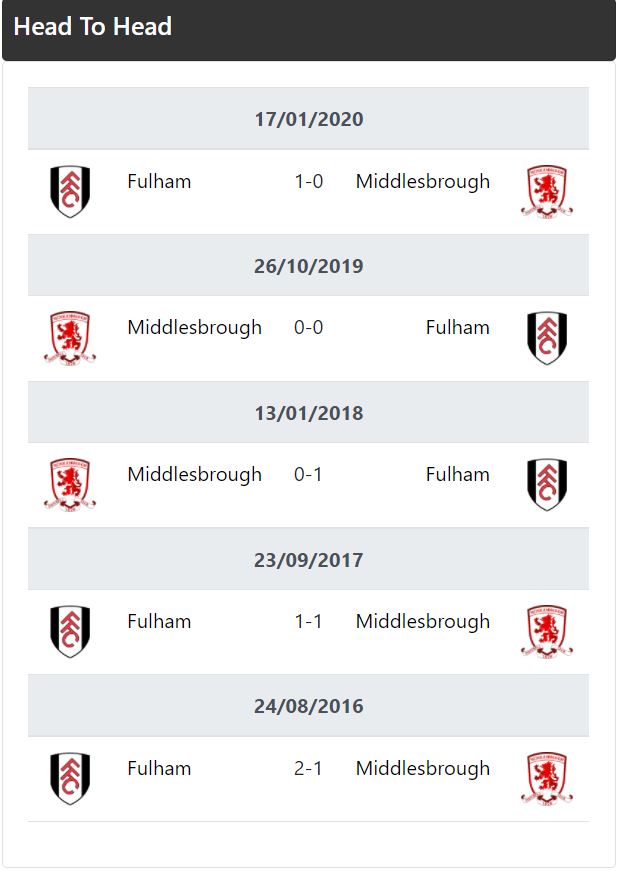 Head To Head
17/01/2020
Fulham 1-0 Middlesbrough
26/10/2019
Middlesbrough 0-0 Fulham
13/01/2018
Middlesbrough 0-1 Fulham
23/09/2017
Fulham 1-1 Middlesbrough
24/08/2016
Fulham 2-1 Middlesbrough